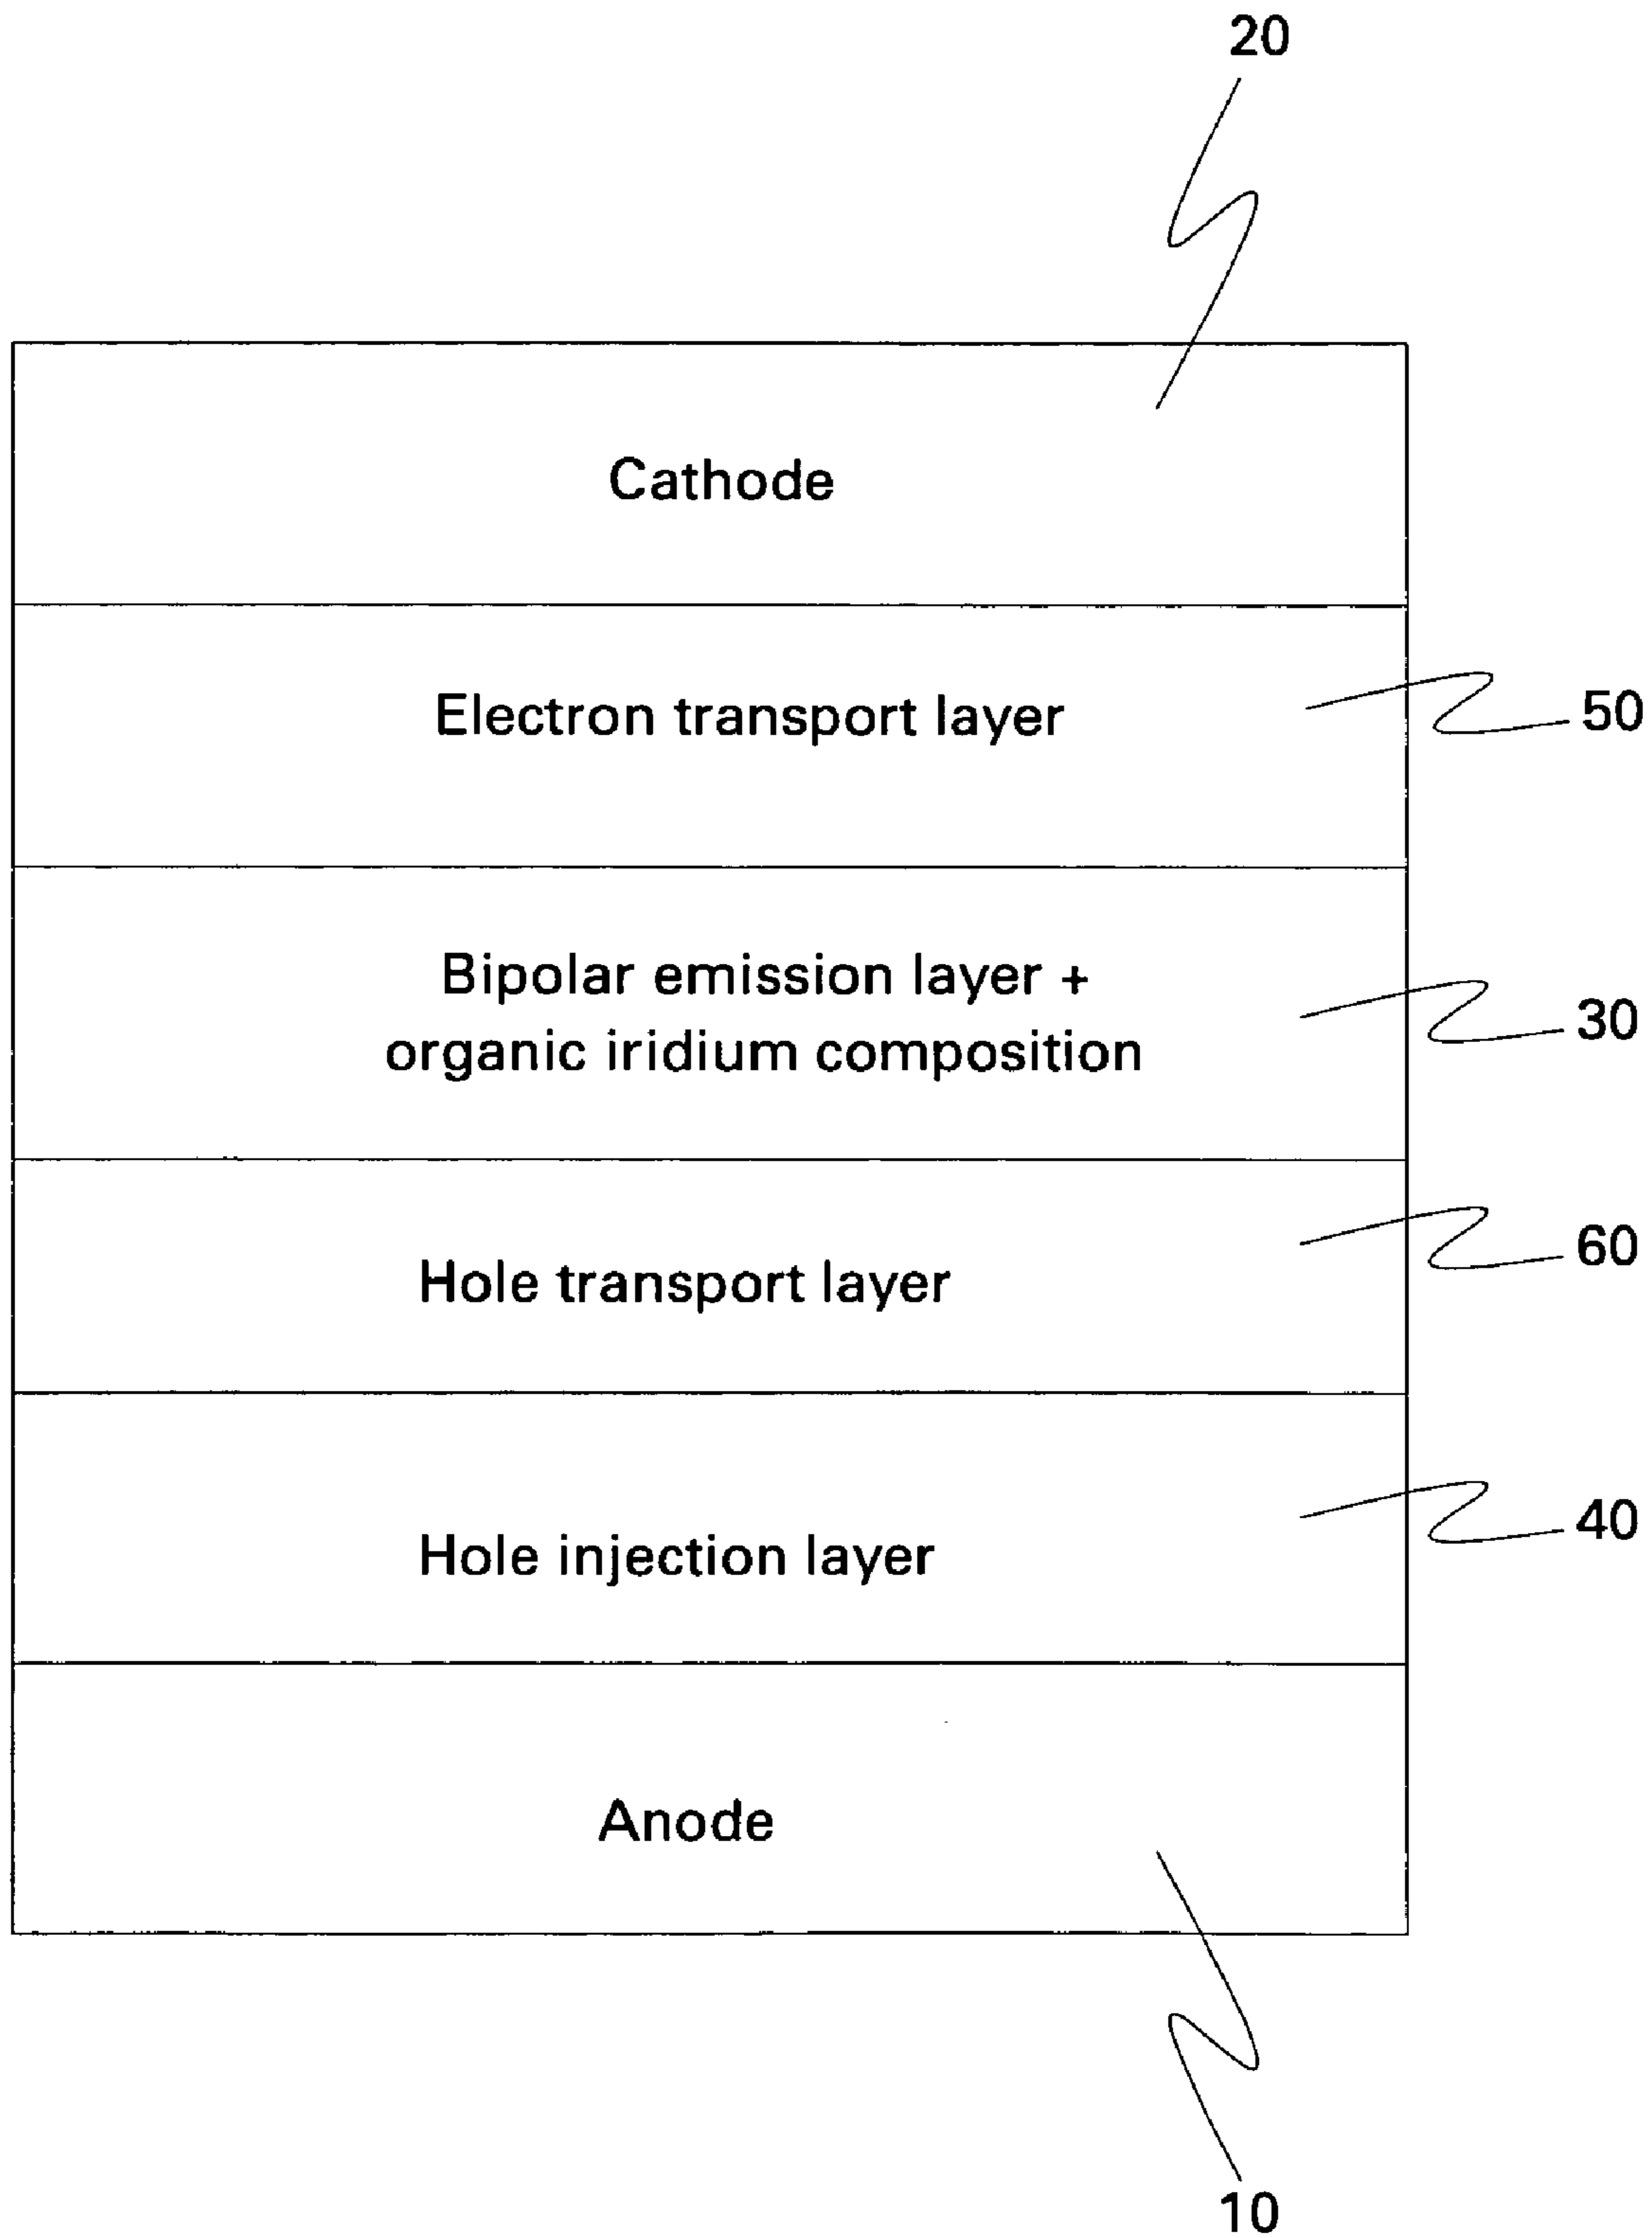 20
Cathode
Electron transport layer
50
Bipolar emission layer +
organic iridium composition
30
Hole transport layer
60
Hole injection layer
40
Anode
10